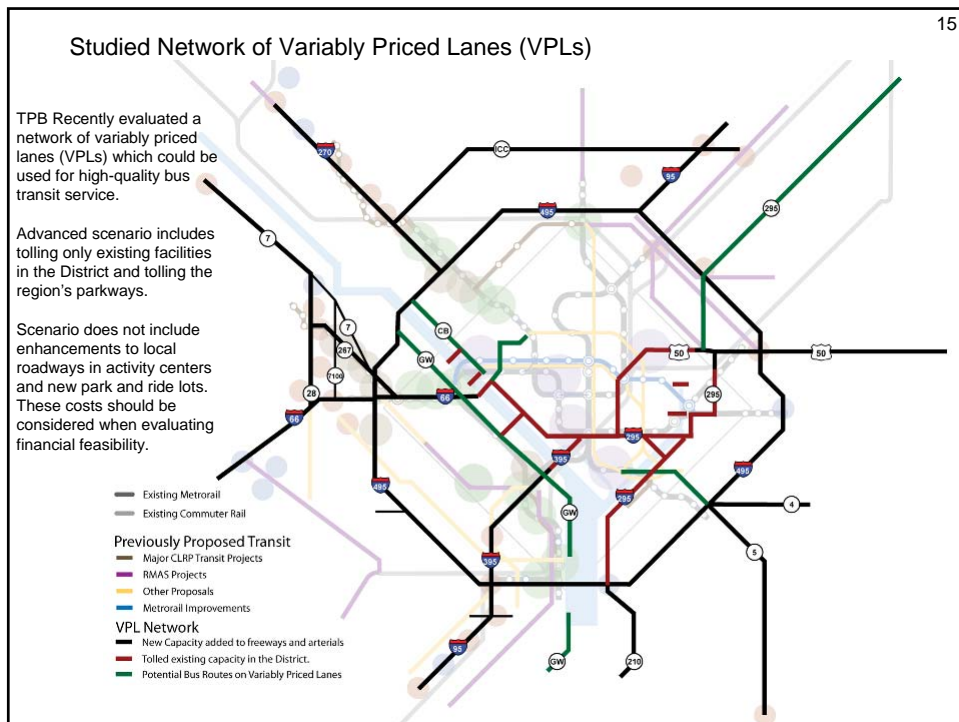 15
Studied Network of Variably Priced Lanes (VPLs)
TPB Recently evaluated a
network of variably priced
lanes (VPLs) which could be
used for high-quality bus
transit service.
Advanced scenario includes
tolling only existing facilities
in the District and tolling the
region's parkways.
Scenario does not include
enhancements to local
roadways in activity centers
and new park and ride lots.
These costs should be
considered when evaluating
financial feasibility.
270
ICC
95
495
295
7
CB
7
GW
50
50
267
7100
28
66
295
66
295
395
495
495
295
GW
4
395
5
95
GW
210
Existing Metrorail
Existing Commuter Rail
Previously Proposed Transit
Major CLRP Transit Projects
RMAS Projects
Other Proposals
Metrorail Improvements
VPL Network
New Capacity added to freeways and arterials
Tolled existing capacity in the District.
Potential Bus Routes on Variably Priced Lanes